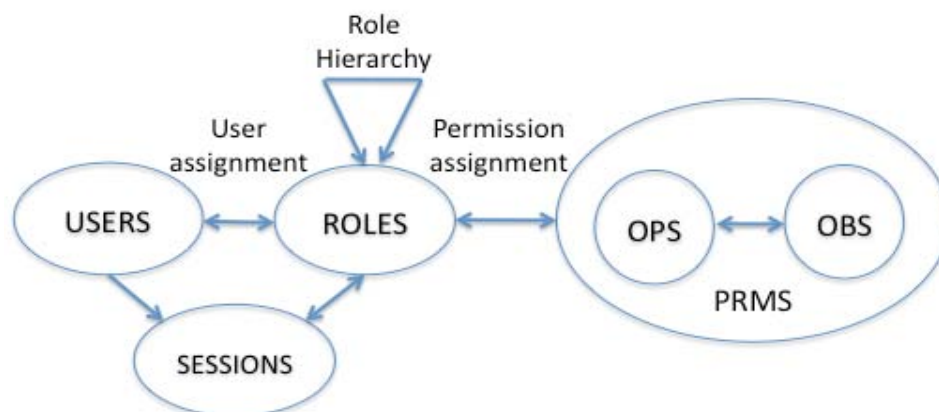 Role
Hierarchy
User
assignment
Permission
assignment
USERS
ROLES
OPS
OBS
PRMS
SESSIONS